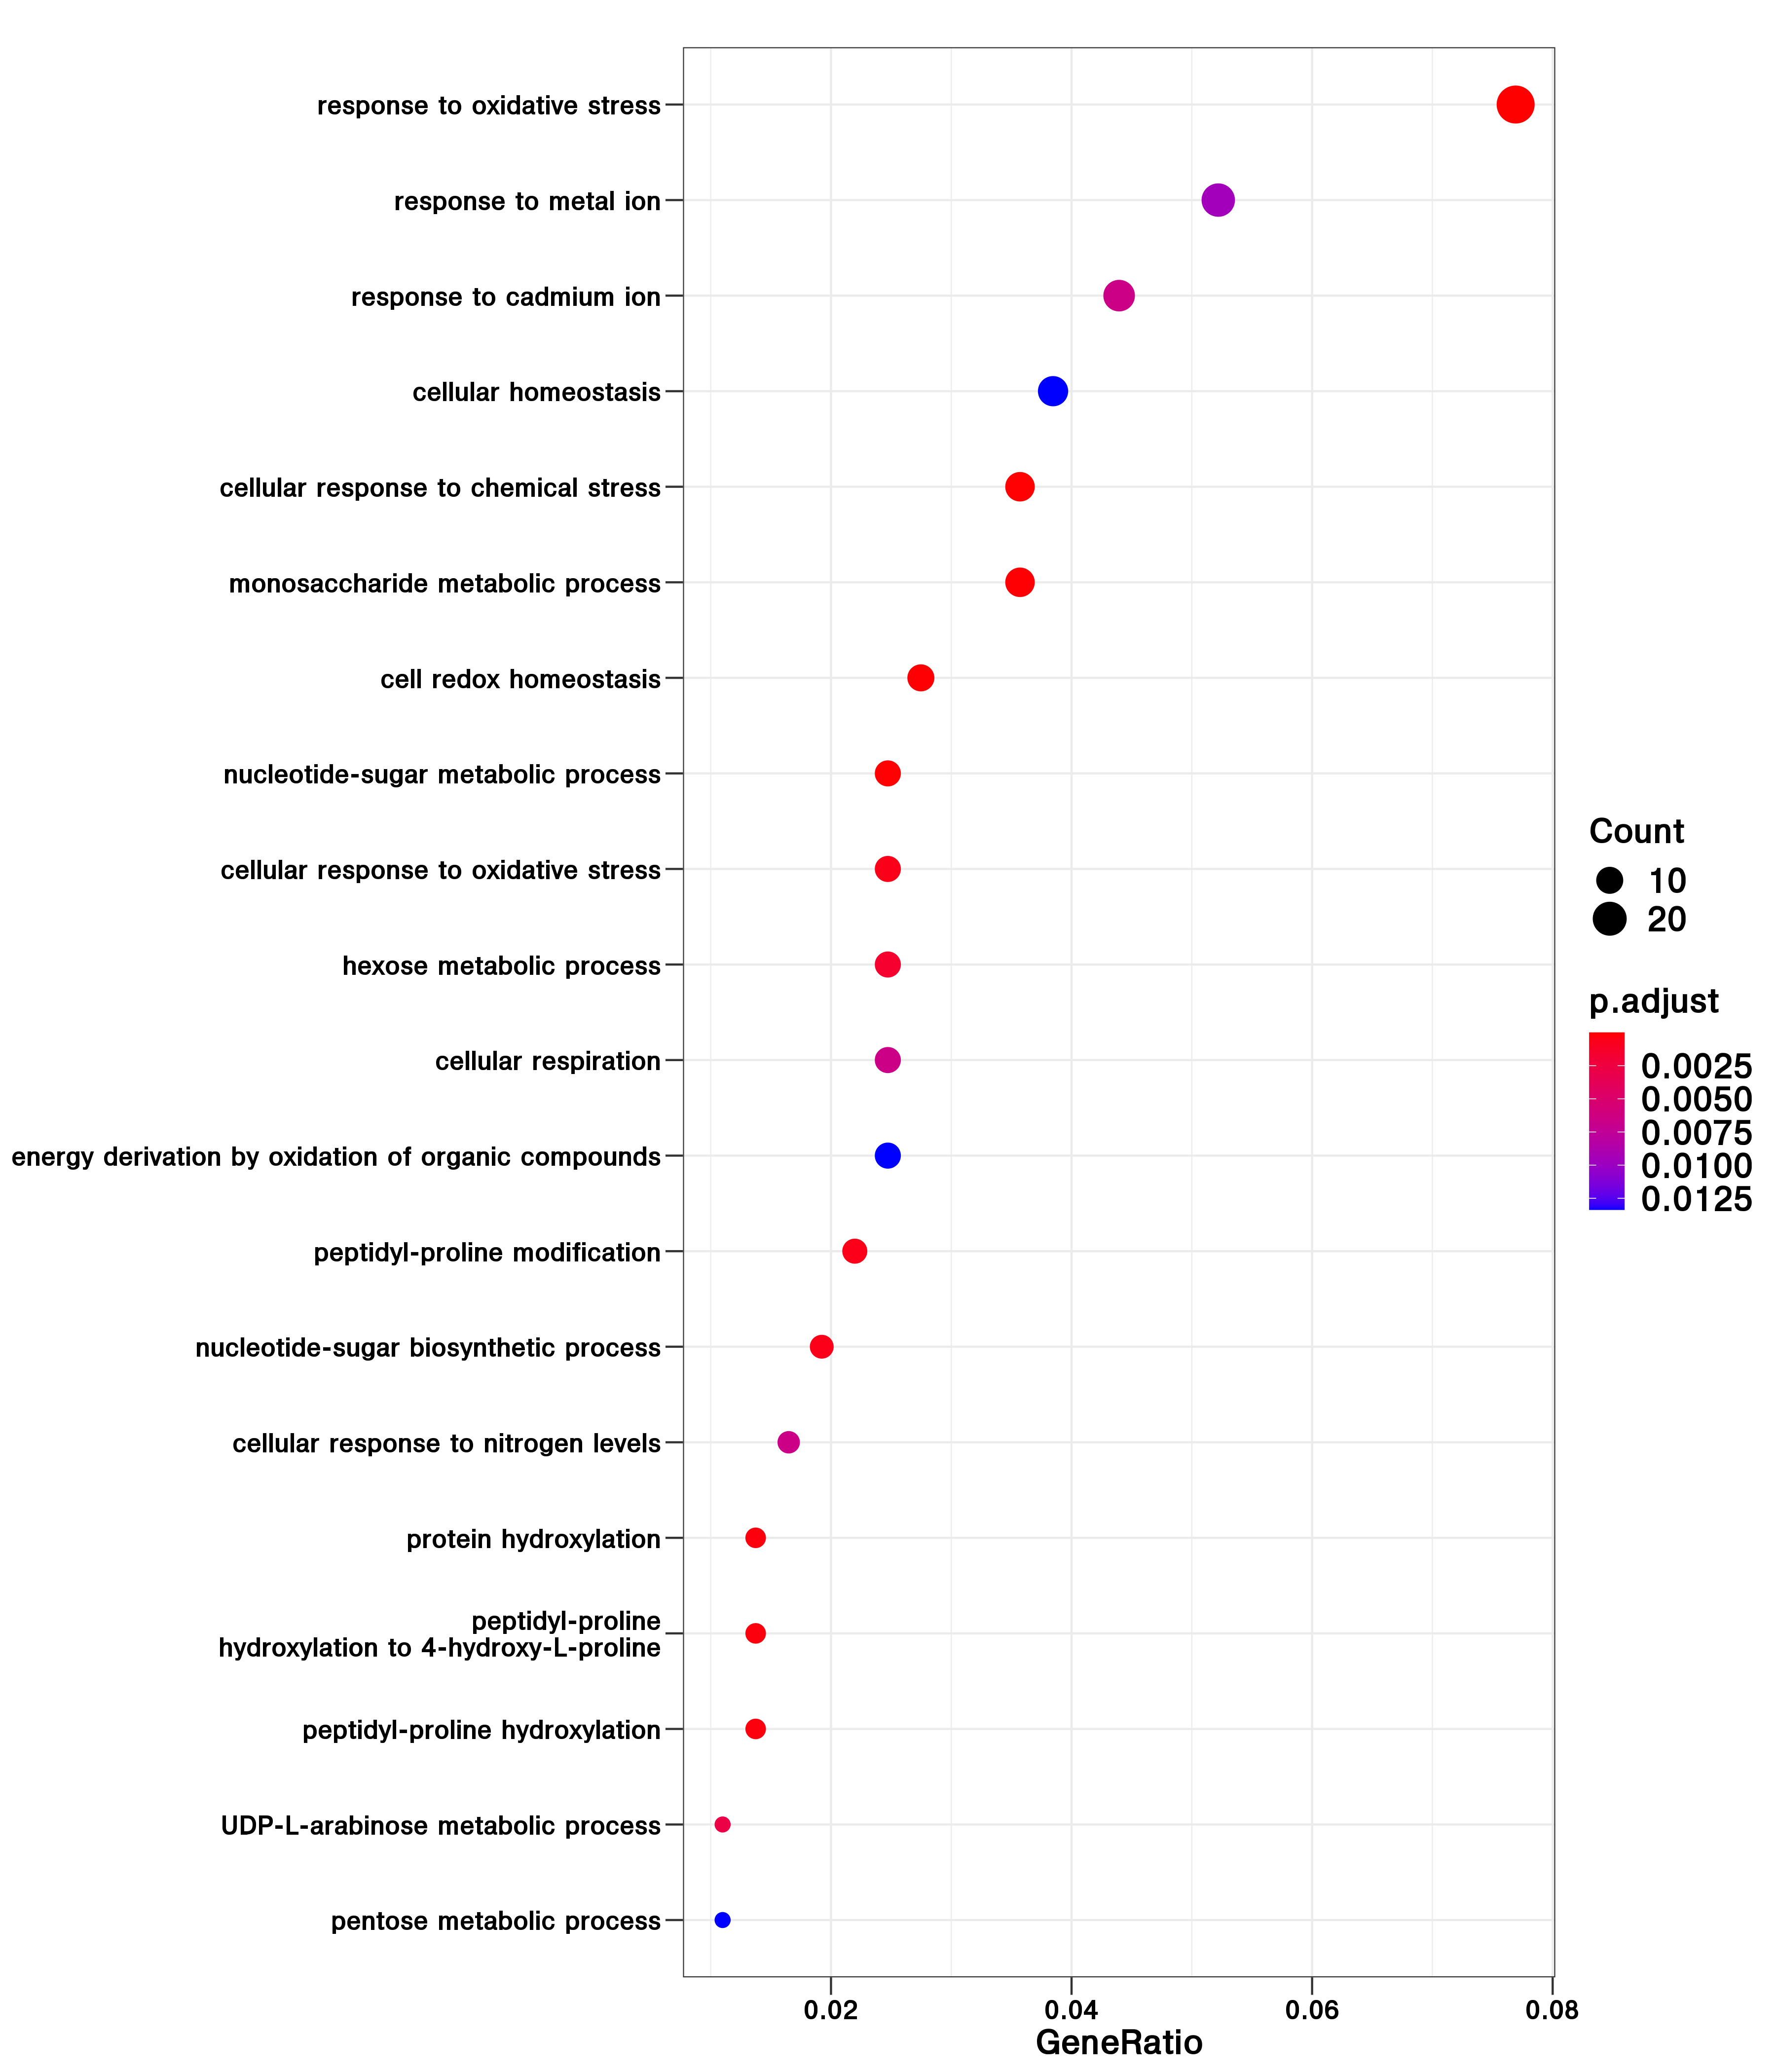 response to oxidative stress
response to metal ion
response to cadmium ion
cellular homeostasis
cellular response to chemical stress
monosaccharide metabolic process
cell redox homeostasis
nucleotide-sugar metabolic process
cellular response to oxidative stress
hexose metabolic process
cellular respiration
energy derivation by oxidation of organic compounds
peptidyl-proline modification
nucleotide-sugar biosynthetic process
cellular response to nitrogen levels
protein hydroxylation
peptidyl-proline
hydroxylation to 4-hydroxy-L-proline
peptidyl-proline hydroxylation
UDP-L-arabinose metabolic process
pentose metabolic process
0.02 0.04 0.06 0.08
GeneRatio
Count
10
20
p.adjust
0.0025
0.0050
0.0075
0.0100
0.0125